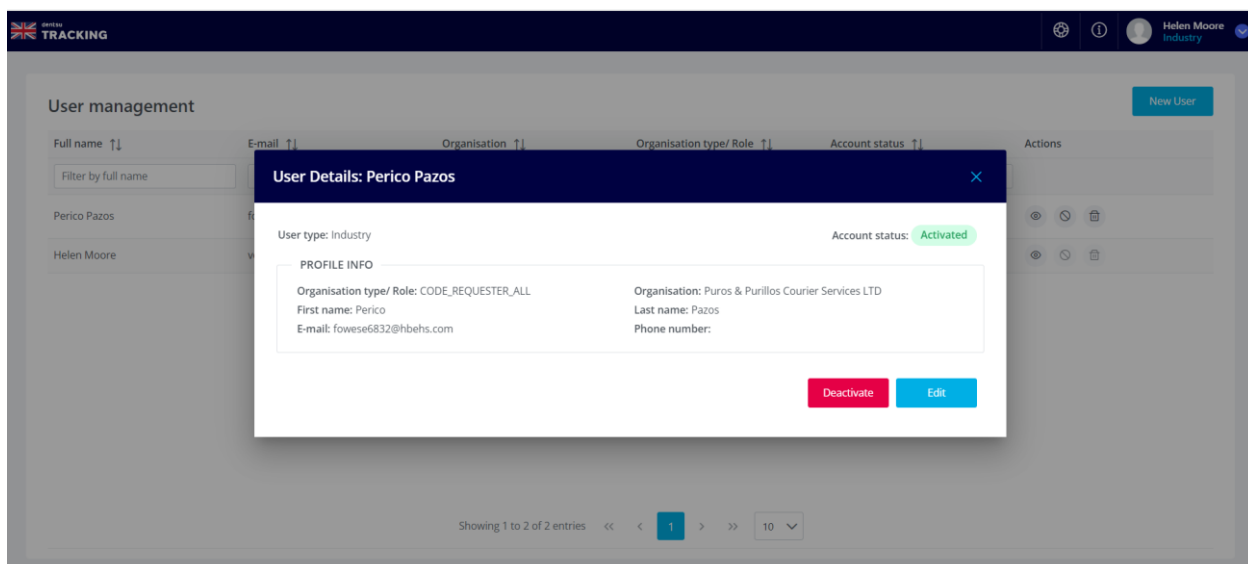 dentsu
TRACKING
Helen Moore
Industry
User management
New User
Full name
E-mail
Organisation
Organisation type/ Role
Account status
Actions
Filter by full name
User Details: Perico Pazos
Perico Pazos
Helen Moore
User type: Industry
Account status: Activated
PROFILE INFO
Organisation type/ Role: CODE_REQUESTER_ALL
Organisation: Puros & Purillos Courier Services LTD
First name: Perico
Last name: Pazos
E-mail: fowese6832@hbehs.com
Phone number:
Deactivate
Edit
Showing 1 to 2 of 2 entries
<< < 1 > >>
10